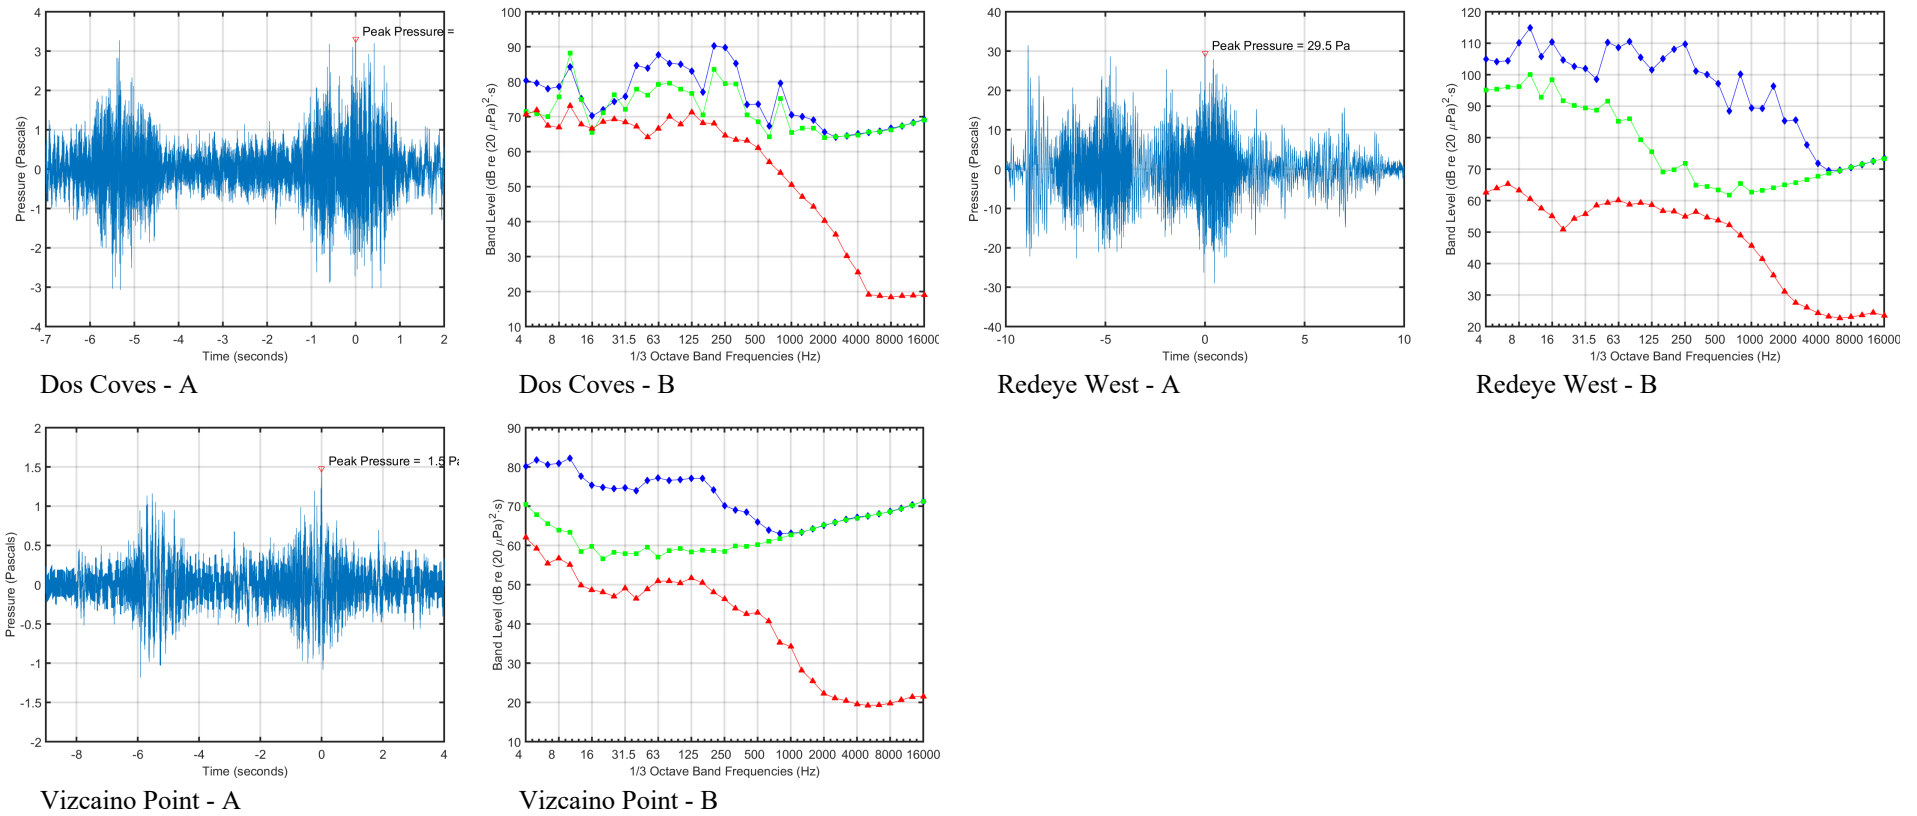 Peak Pressure =
Pressure (Pascals)
4
3
2
1
0
-1
-2
-3
-4
-7 -6 -5 -4 -3 -2 -1 0 1 2
Time (seconds)
Dos Coves - A
Band Level (dB re (20 μPa)²·s)
100
90
80
70
60
50
40
30
20
10
4 8 16 31.5 63 125 250 500 1000 2000 4000 8000 16000
1/3 Octave Band Frequencies (Hz)
Dos Coves - B
Peak Pressure = 29.5 Pa
Pressure (Pascals)
40
30
20
10
0
-10
-20
-30
-40
-10 -5 0 5 10
Time (seconds)
Redeye West - A
Band Level (dB re (20 μPa)²·s)
120
110
100
90
80
70
60
50
40
30
20
4 8 16 31.5 63 125 250 500 1000 2000 4000 8000 16000
1/3 Octave Band Frequencies (Hz)
Redeye West - B
Peak Pressure = 1.5 Pa
Pressure (Pascals)
2
1.5
1
0.5
0
-0.5
-1
-1.5
-2
-8 -6 -4 -2 0 2 4
Time (seconds)
Vizcaino Point - A
Band Level (dB re (20 μPa)²·s)
90
80
70
60
50
40
30
20
10
4 8 16 31.5 63 125 250 500 1000 2000 4000 8000 16000
1/3 Octave Band Frequencies (Hz)
Vizcaino Point - B